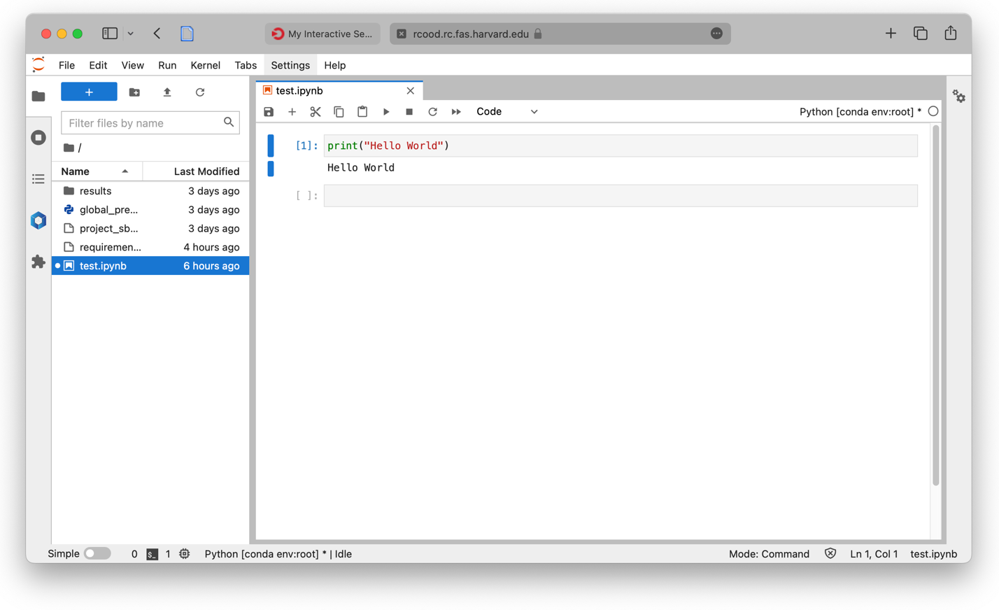 My Interactive Se...
rcood.rc.fas.harvard.edu
File Edit View Run Kernel Tabs Settings Help
test.ipynb
Filter files by name
Code
Python [conda env:root] *
/
Name Last Modified
results 3 days ago
global_pre... 3 days ago
project_sb... 3 days ago
requiremen... 4 hours ago
test.ipynb 6 hours ago
[1]: print("Hello World")
Hello World
[ ]:
Simple 0 $_ 1 Python [conda env:root] * | Idle Mode: Command Ln 1, Col 1 test.ipynb